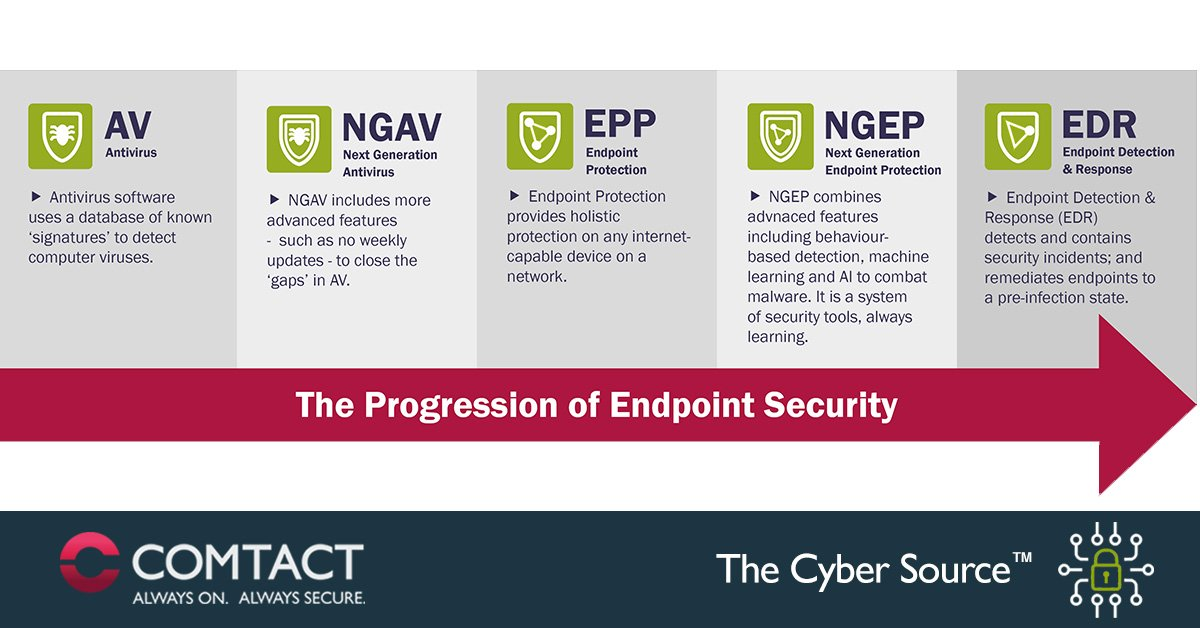 AV
Antivirus
► Antivirus software
uses a database of known
‘signatures’ to detect
computer viruses.
NGAV
Next Generation
Antivirus
► NGAV includes more
advanced features
- such as no weekly
updates - to close the
‘gaps’ in AV.
EPP
Endpoint
Protection
► Endpoint Protection
provides holistic
protection on any internet-
capable device on a
network.
NGEP
Next Generation
Endpoint Protection
► NGEP combines
advnaced features
including behaviour-
based detection, machine
learning and AI to combat
malware. It is a system
of security tools, always
learning.
EDR
Endpoint Detection
& Response
► Endpoint Detection &
Response (EDR)
detects and contains
security incidents; and
remediates endpoints to
a pre-infection state.
The Progression of Endpoint Security
COMTACT
ALWAYS ON. ALWAYS SECURE.
The Cyber Source™